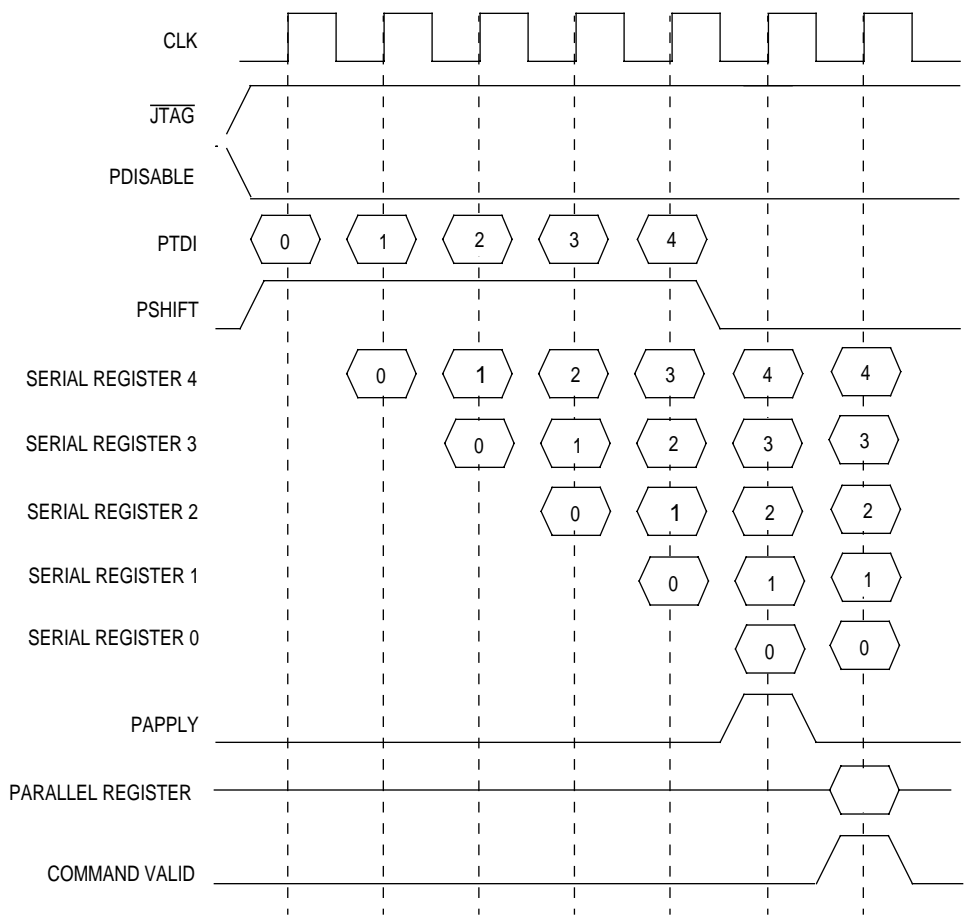 CLK
JTAG
PDISABLE
PTDI 0 1 2 3 4
PSHIFT
SERIAL REGISTER 4 0 1 2 3 4 4
SERIAL REGISTER 3 0 1 2 3 3
SERIAL REGISTER 2 0 1 2 2
SERIAL REGISTER 1 0 1 1
SERIAL REGISTER 0 0 0
PAPPLY
PARALLEL REGISTER
COMMAND VALID